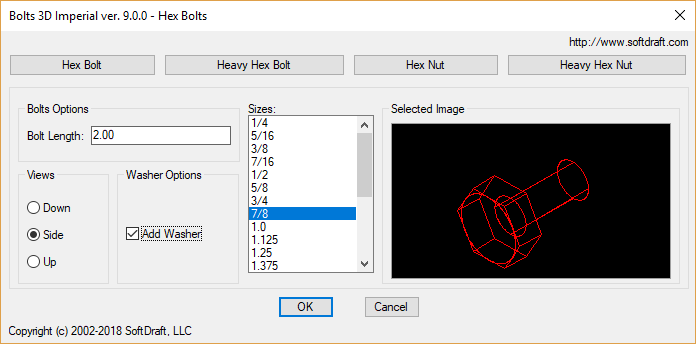 Bolts 3D Imperial ver. 9.0.0 - Hex Bolts
http://www.softdraft.com
Hex Bolt
Heavy Hex Bolt
Hex Nut
Heavy Hex Nut
Bolts Options
Bolt Length:
2.00
Views
Down
Side
Up
Washer Options
Add Washer
Sizes:
1/4
5/16
3/8
7/16
1/2
5/8
3/4
7/8
1.0
1.125
1.25
1.375
Selected Image
OK
Cancel
Copyright (c) 2002-2018 SoftDraft, LLC